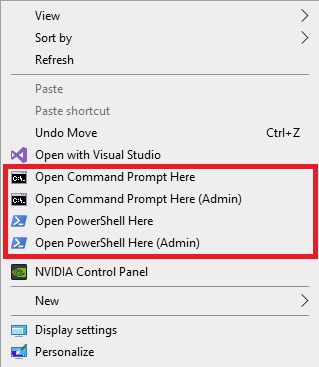 View
Sort by
Refresh
Paste
Paste shortcut
Undo Move Ctrl+Z
Open with Visual Studio
Open Command Prompt Here
Open Command Prompt Here (Admin)
Open PowerShell Here
Open PowerShell Here (Admin)
NVIDIA Control Panel
New
Display settings
Personalize